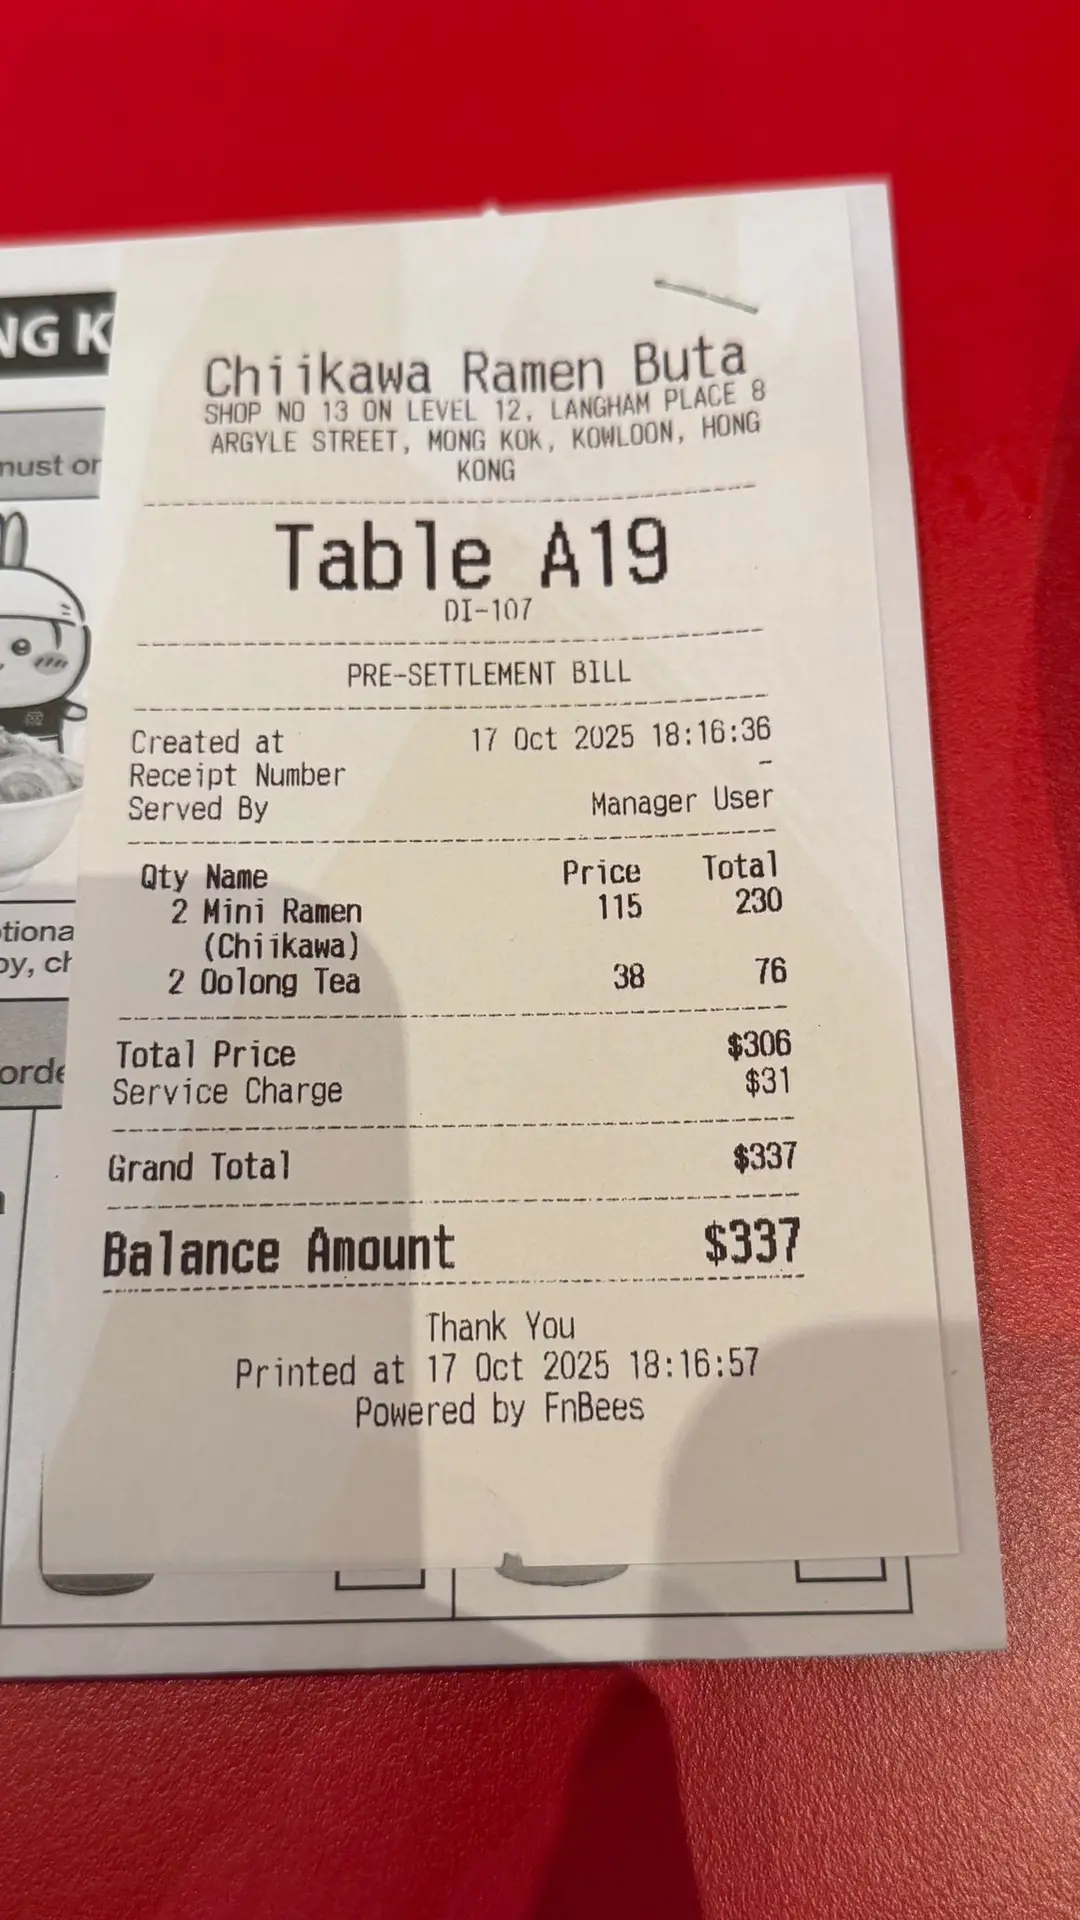 NG K
must or
tiona
oy, ch
orde
Chiikawa Ramen Buta
SHOP NO 13 ON LEVEL 12, LANGHAM PLACE 8
ARGYLE STREET, MONG KOK, KOWLOON, HONG
KONG
Table A19
DI-107
PRE-SETTLEMENT BILL
Created at 17 Oct 2025 18:16:36
Receipt Number -
Served By Manager User
Qty Name Price Total
2 Mini Ramen 115 230
(Chiikawa)
2 Oolong Tea 38 76
Total Price $306
Service Charge $31
Grand Total $337
Balance Amount $337
Thank You
Printed at 17 Oct 2025 18:16:57
Powered by FnBees